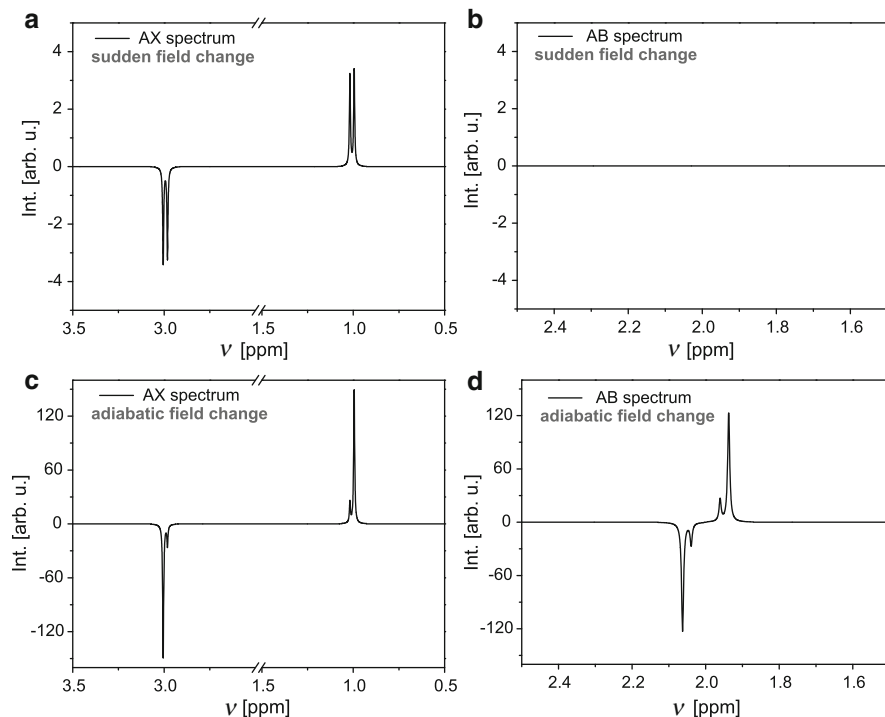 a
AX spectrum
sudden field change
Int. [arb. u.]
4
2
0
-2
-4
3.5
3.0
1.5
1.0
0.5
ν [ppm]
b
AB spectrum
sudden field change
Int. [arb. u.]
4
2
0
-2
-4
2.4
2.2
2.0
1.8
1.6
ν [ppm]
c
AX spectrum
adiabatic field change
Int. [arb. u.]
120
60
0
-60
-120
3.5
3.0
1.5
1.0
0.5
ν [ppm]
d
AB spectrum
adiabatic field change
Int. [arb. u.]
120
60
0
-60
-120
2.4
2.2
2.0
1.8
1.6
ν [ppm]